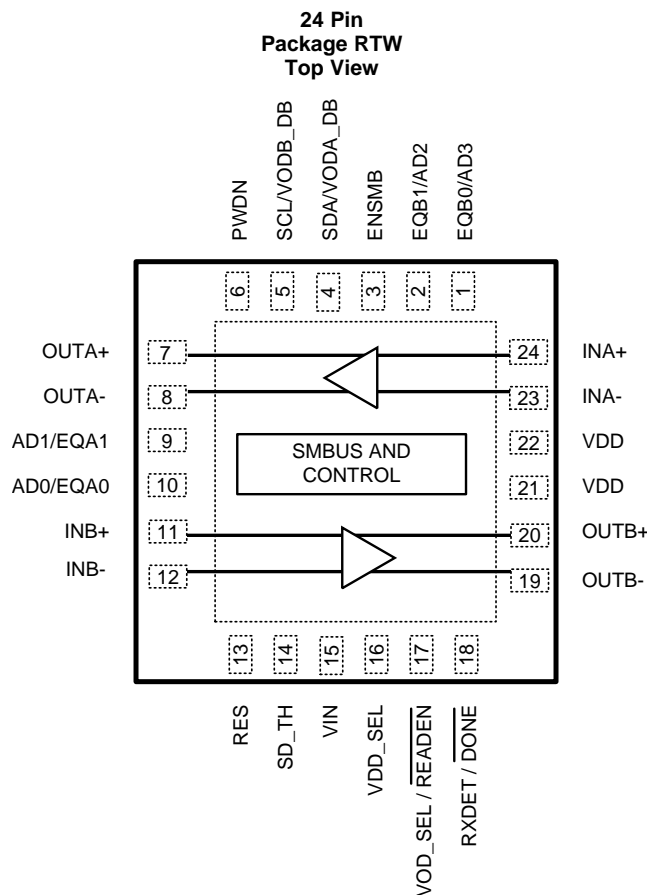 24 Pin
Package RTW
Top View
PWDN
SCL/VODB_DB
SDA/VODA_DB
ENSMB
EQB1/AD2
EQB0/AD3
6
5
4
3
2
1
OUTA+
7
24
INA+
OUTA-
8
23
INA-
AD1/EQA1
9
SMBUS AND
CONTROL
22
VDD
AD0/EQA0
10
21
VDD
INB+
11
20
OUTB+
INB-
12
19
OUTB-
13
14
15
16
17
18
RES
SD_TH
VIN
VDD_SEL
VOD_SEL / READEN
RXDET / DONE